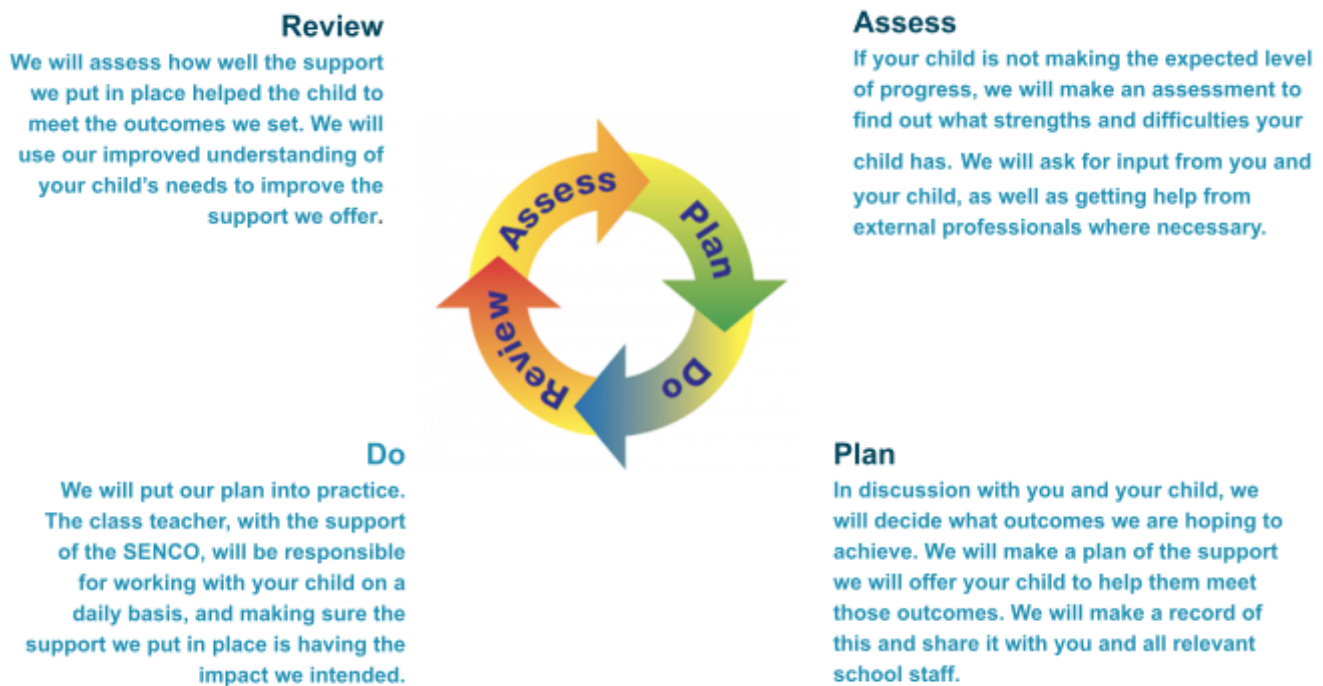 Review
We will assess how well the support
we put in place helped the child to
meet the outcomes we set. We will
use our improved understanding of
your child's needs to improve the
support we offer.
Assess
If your child is not making the expected level
of progress, we will make an assessment to
find out what strengths and difficulties your
child has. We will ask for input from you and
your child, as well as getting help from
external professionals where necessary.
Assess
Plan
Do
Review
Do
We will put our plan into practice.
The class teacher, with the support
of the SENCO, will be responsible
for working with your child on a
daily basis, and making sure the
support we put in place is having the
impact we intended.
Plan
In discussion with you and your child, we
will decide what outcomes we are hoping to
achieve. We will make a plan of the support
we will offer your child to help them meet
those outcomes. We will make a record of
this and share it with you and all relevant
school staff.